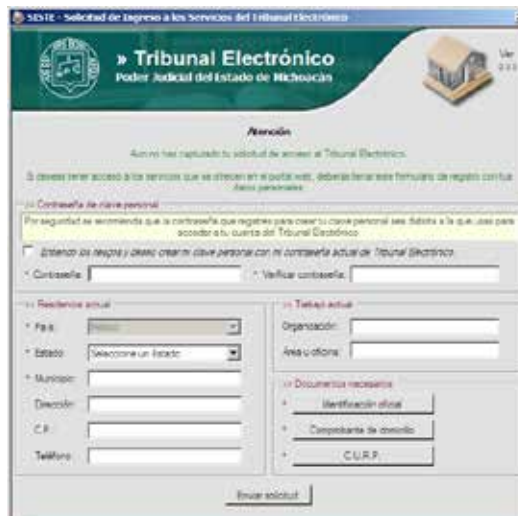 SESTE - Solicitud de Ingreso a los Servicios del Tribunal Electrónico
» Tribunal Electrónico
Poder Judicial del Estado de Michoacán
Ver
Atención
Aun no has capturado tu solicitud de acceso al Tribunal Electrónico.
Si deseas tener acceso a los servicios que se ofrecen en el portal web, deberás llenar este formulario de registro con tus
datos personales
>> Contraseña de clave personal
Por seguridad se recomienda que la contraseña que registres para crear tu clave personal sea distinta a la que usas para
acceder a tu cuenta del Tribunal Electrónico
Entiendo los riesgos y deseo crear mi clave personal con mi contraseña actual de Tribunal Electrónico.
* Contraseña: * Verificar contraseña:
>> Residencia actual
* País: México
* Estado: Seleccione un Estado
* Municipio:
Dirección:
C.P.:
Teléfono:
>> Trabajo actual
Organización:
Área u oficina:
>> Documentos necesarios
* Identificación oficial
* Comprobante de domicilio
* C.U.R.P.
Enviar solicitud